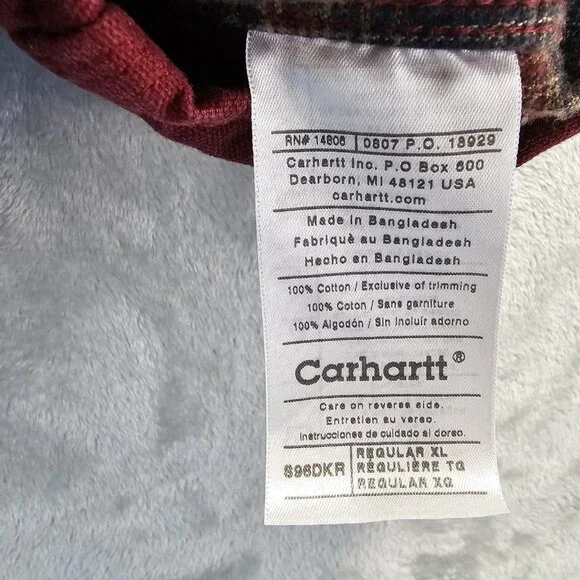 RN# 14806 | 0807 P.O. 18929
Carhartt Inc. P.O Box 600
Dearborn, MI 48121 USA
carhartt.com
Made in Bangladesh
Fabriquè au Bangladesh
Hecho en Bangladesh
100% Cotton / Exclusive of trimming
100% Coton / Sans garniture
100% Algodón / Sin incluir adorno
Carhartt®
Care on reverse side.
Entretien au verso.
Instrucciones de cuidado al dorso.
S96DKR
REGULAR XL
RÉGULIÈRE TG
REGULAR XG